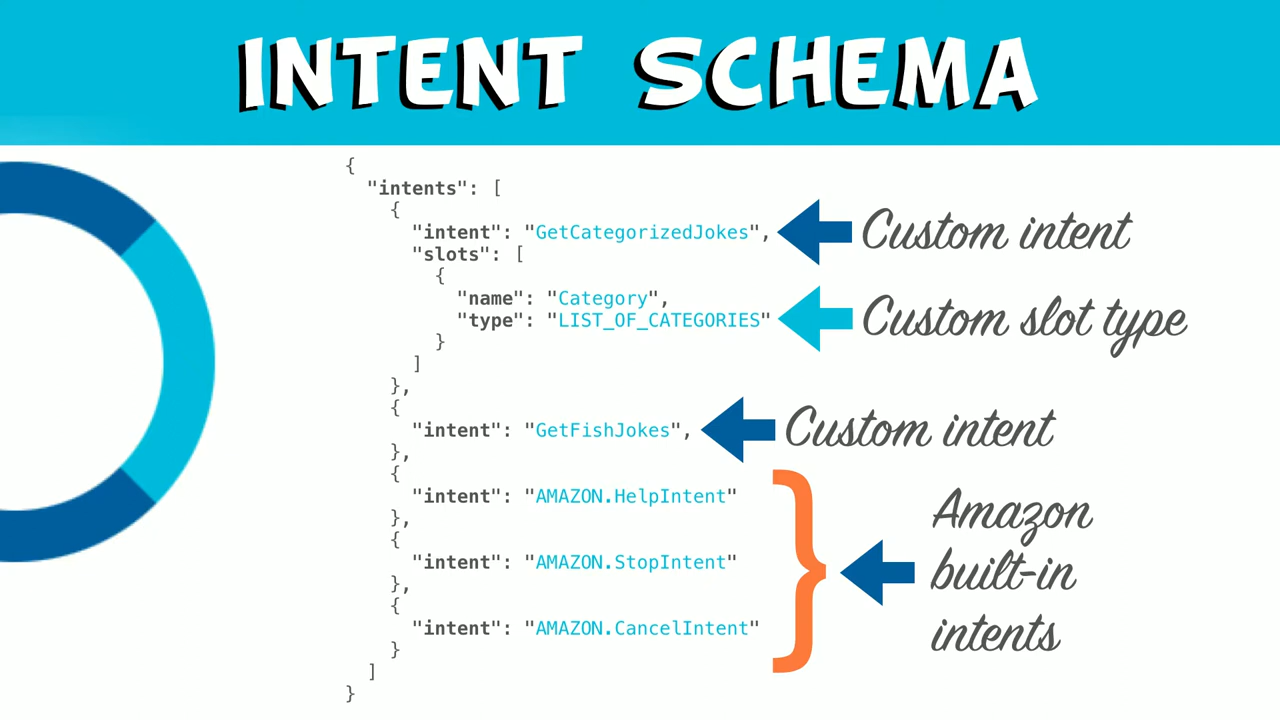 INTENT SCHEMA
{
"intents": [
{
"intent": "GetCategorizedJokes", Custom intent
"slots": [
{
"name": "Category",
"type": "LIST_OF_CATEGORIES" Custom slot type
}
]
},
{
"intent": "GetFishJokes", Custom intent
},
{
"intent": "AMAZON.HelpIntent"
},
{
"intent": "AMAZON.StopIntent"
},
{
"intent": "AMAZON.CancelIntent"
}
]
}
}
Amazon
built-in
intents